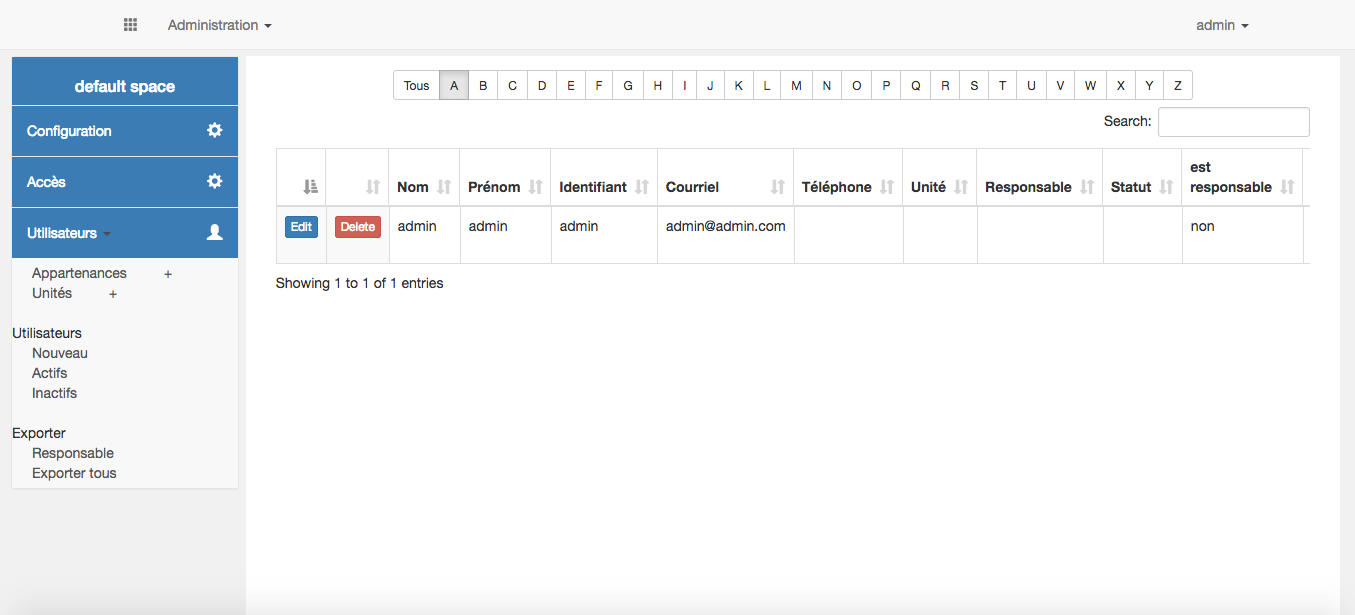 Administration admin
default space
Configuration
Accès
Utilisateurs
Appartenances +
Unités +
Utilisateurs
Nouveau
Actifs
Inactifs
Exporter
Responsable
Exporter tous
Tous A B C D E F G H I J K L M N O P Q R S T U V W X Y Z
Search:
Nom Prénom Identifiant Courriel Téléphone Unité Responsable Statut est responsable
Edit Delete admin admin admin admin@admin.com non
Showing 1 to 1 of 1 entries